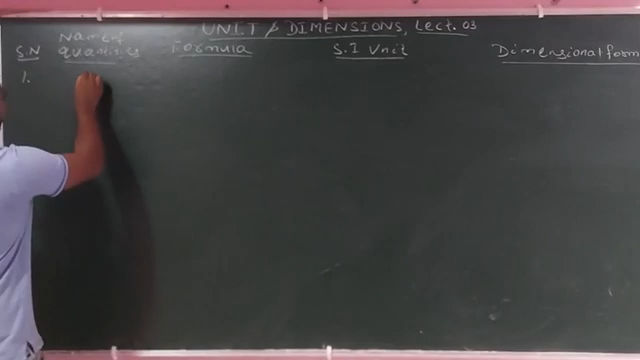 UNIT & DIMENSIONS, Lect. 03
S.N Name of quantities Formula S.I Unit Dimensional form
1.